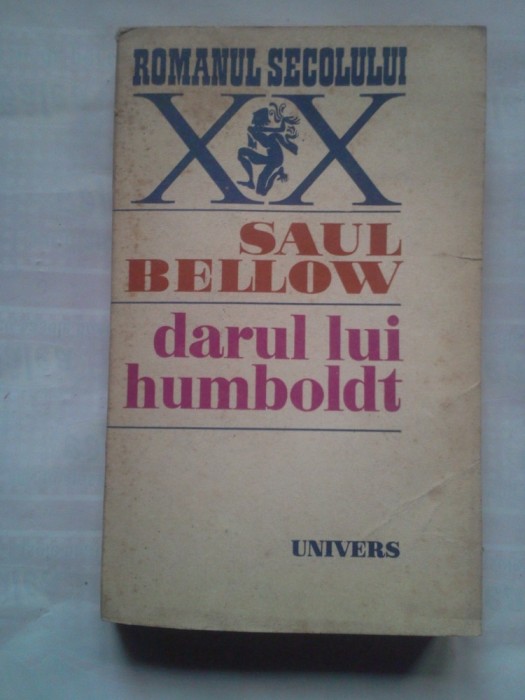 ROMANUL SECOLULUI
XX
SAUL
BELLOW
darul lui
humboldt
UNIVERS